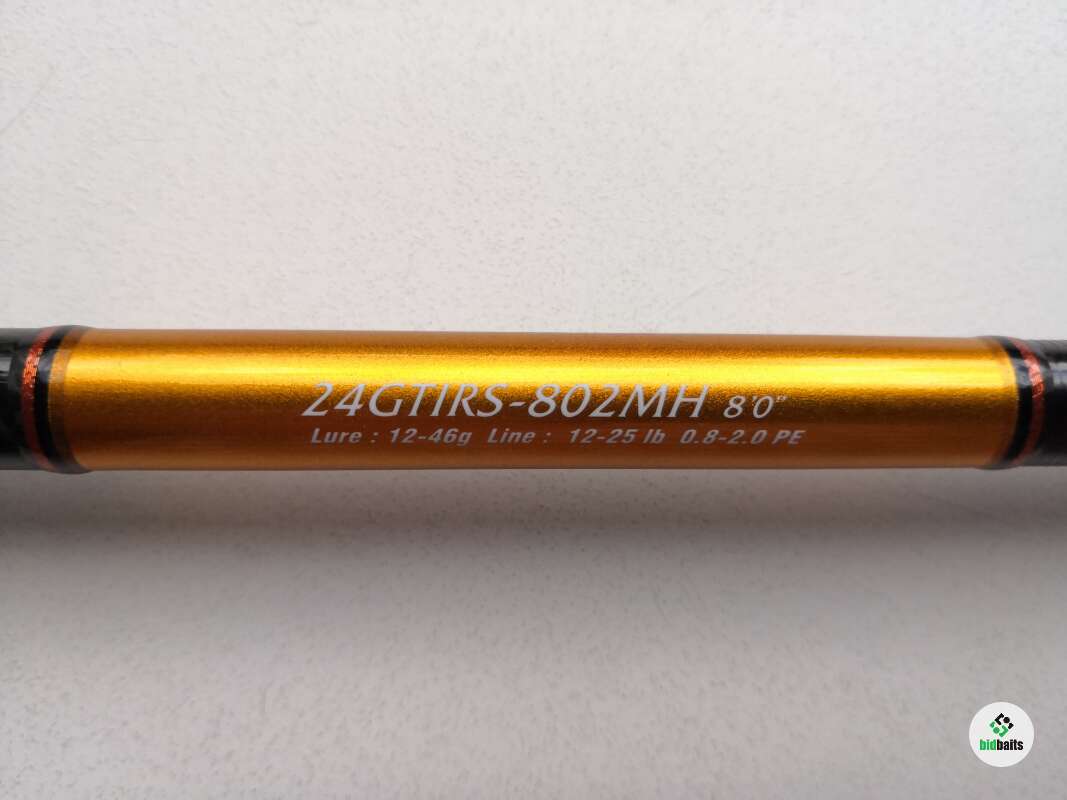 24GTIRS-802MH 8'0"
Lure : 12-46g Line : 12-25 lb 0.8-2.0 PE
bidbaits